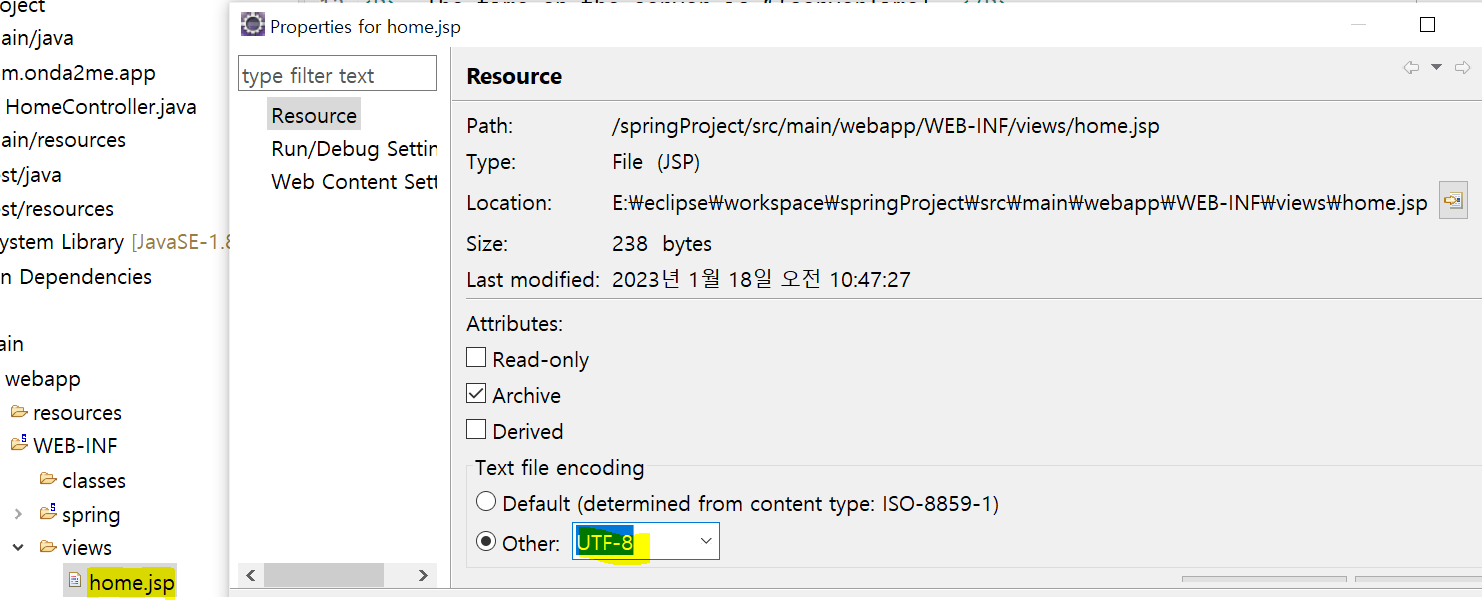 Properties for home.jsp
oject
ain/java
m.onda2me.app
HomeController.java
ain/resources
st/java
st/resources
ystem Library [JavaSE-1.8
n Dependencies
ain
webapp
resources
WEB-INF
classes
spring
views
home.jsp
type filter text
Resource
Run/Debug Settin
Web Content Sett
Resource
Path: /springProject/src/main/webapp/WEB-INF/views/home.jsp
Type: File (JSP)
Location: E:₩eclipse₩workspace₩springProject₩src₩main₩webapp₩WEB-INF₩views₩home.jsp
Size: 238 bytes
Last modified: 2023년 1월 18일 오전 10:47:27
Attributes:
Read-only
Archive
Derived
Text file encoding
Default (determined from content type: ISO-8859-1)
Other: UTF-8